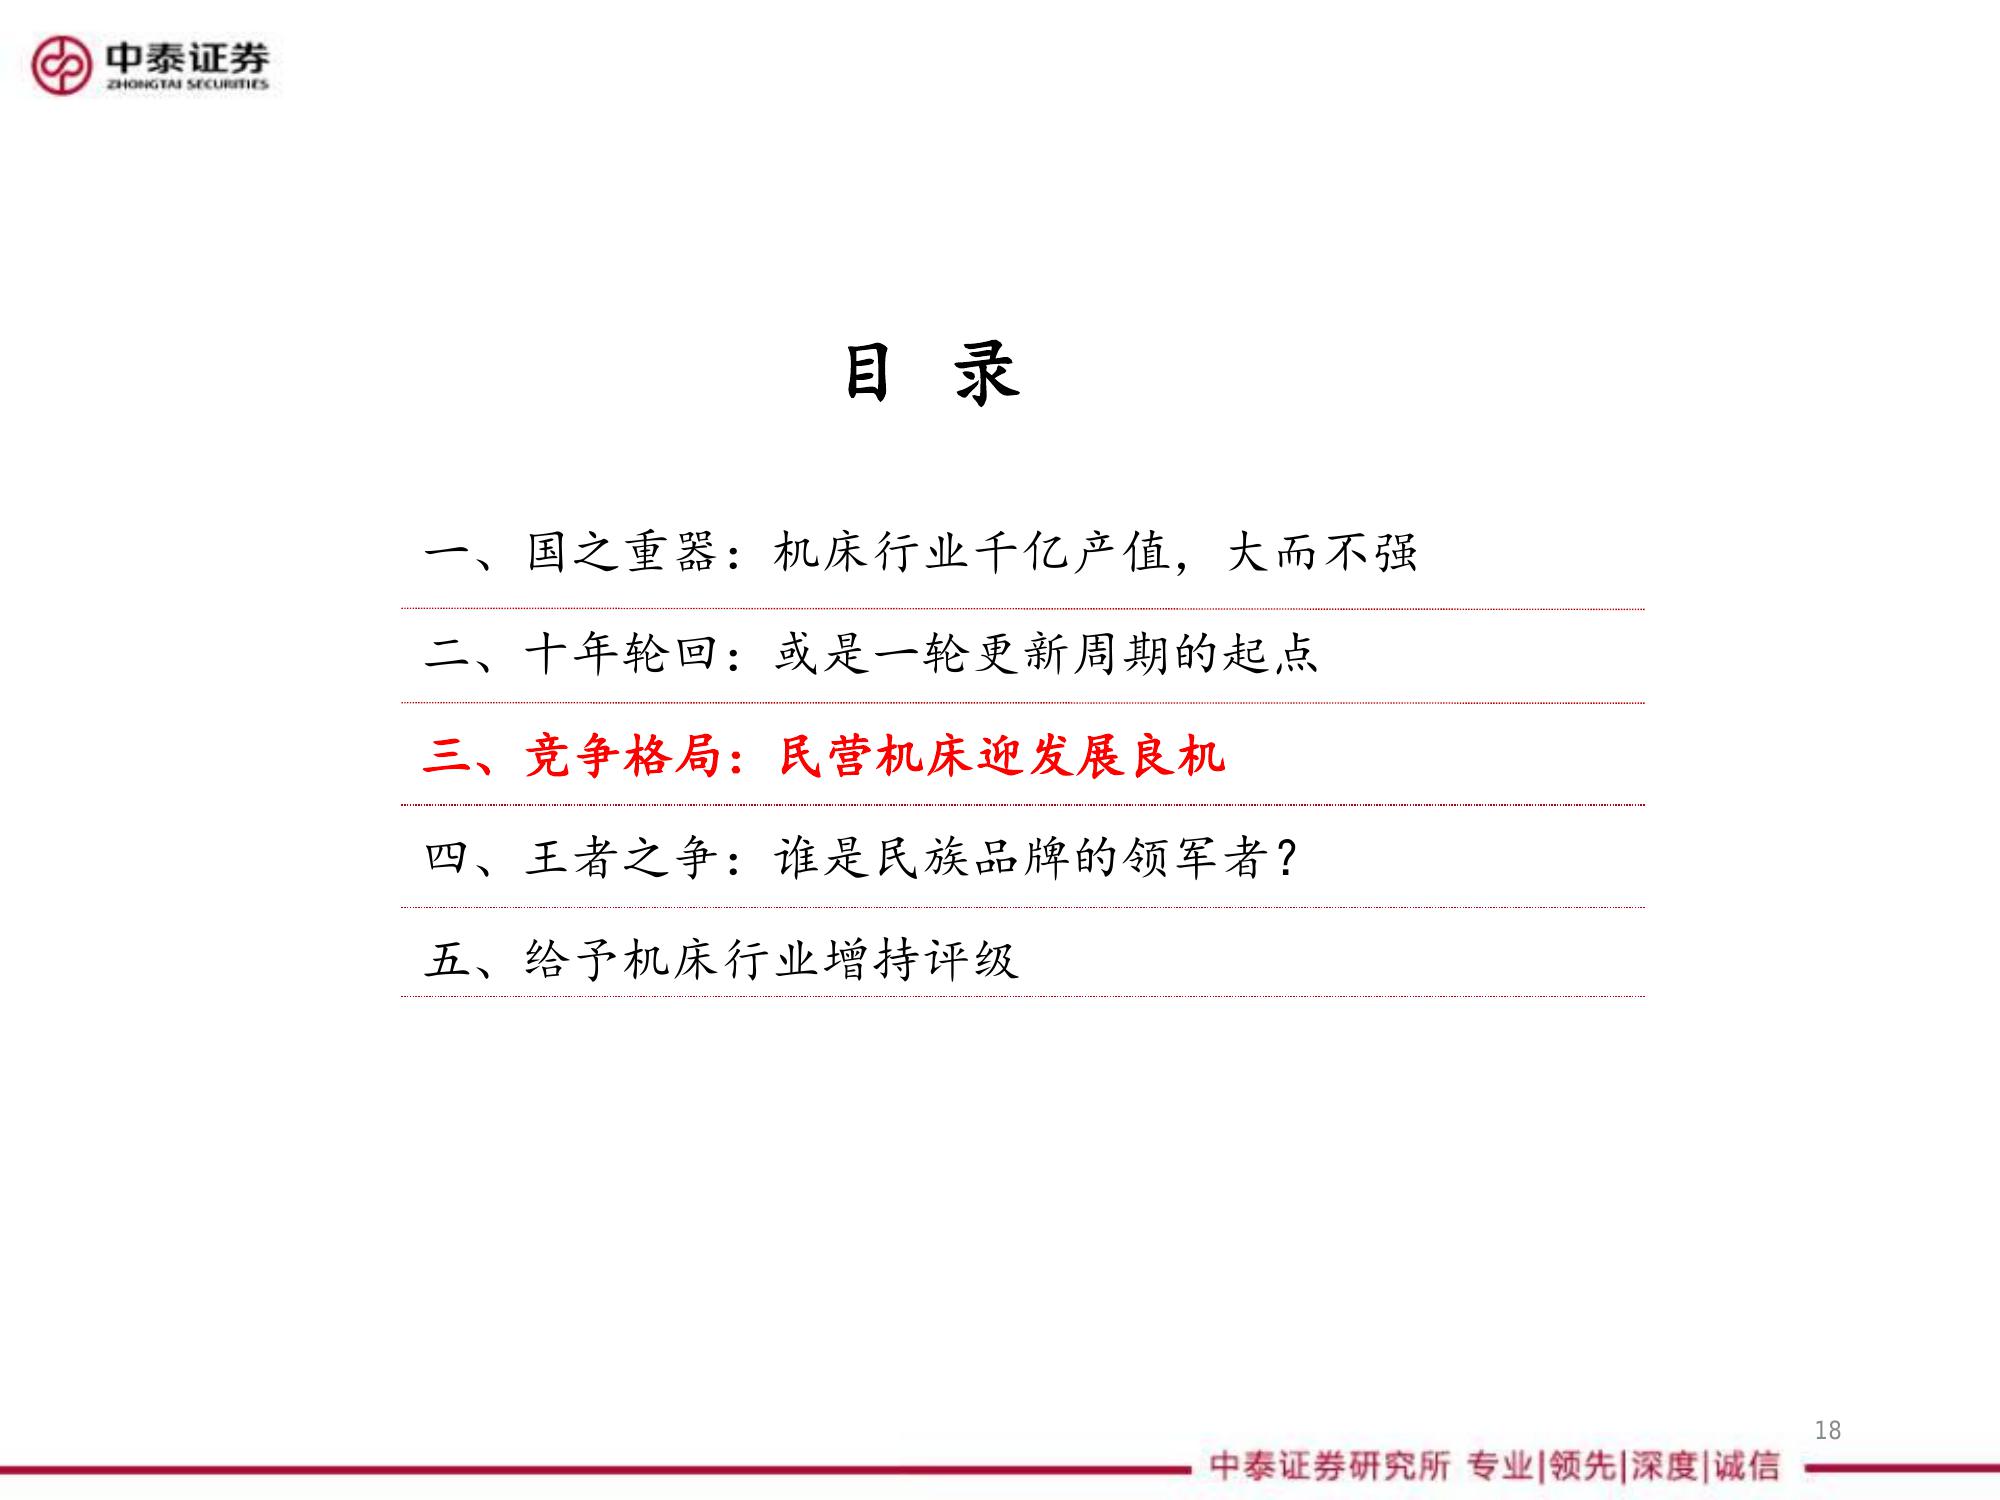 中泰证券
ZHONGTAI SECURITIES
目 录
一、国之重器：机床行业千亿产值，大而不强
二、十年轮回：或是一轮更新周期的起点
三、竞争格局：民营机床迎发展良机
四、王者之争：谁是民族品牌的领军者？
五、给予机床行业增持评级
18
中泰证券研究所 专业|领先|深度|诚信